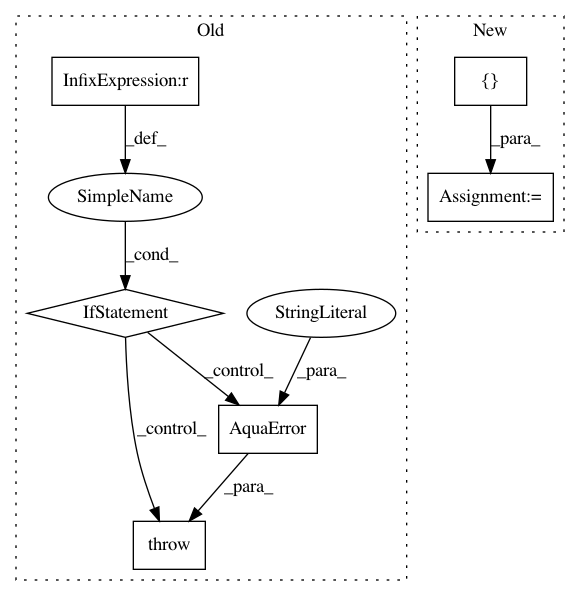 Old
New
InfixExpression:r
{}
_def_
_para_
SimpleName
Assignment:=
_cond_
IfStatement
StringLiteral
_control_
_para_
_control_
AquaError
_para_
throw